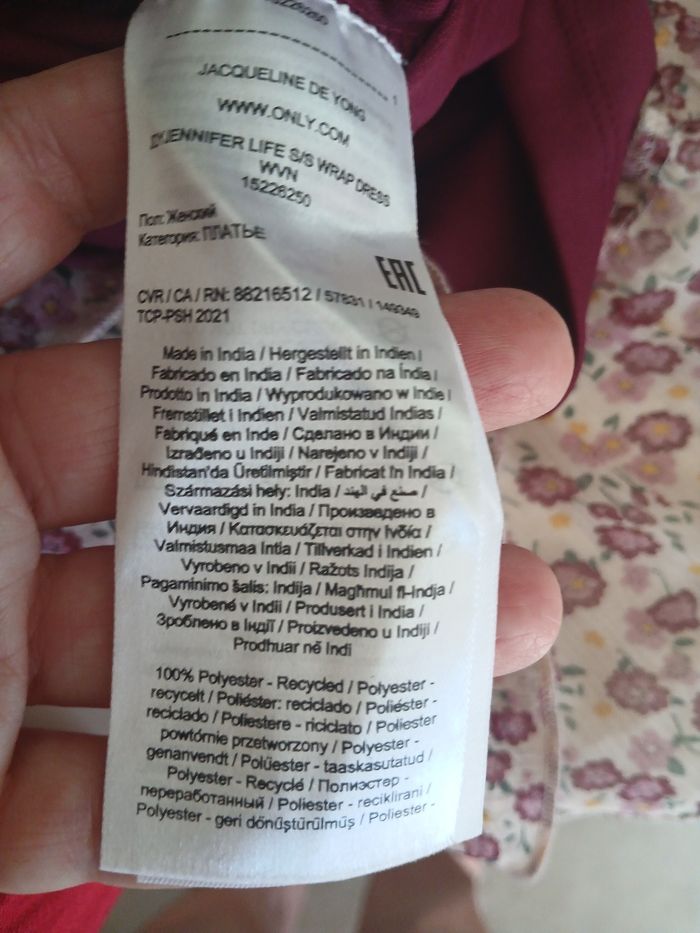 JACQUELINE DE YONG
WWW.ONLY.COM
JDYJENNIFER LIFE S/S WRAP DRESS
WVN
15226250
Пол: Женский
Категория: ПЛАТЬЕ
EAC
CVR / CA / RN: 88216512 / 57831 / 149349
TCP-PSH 2021
Made in India / Hergestellt in Indien /
Fabricado en India / Fabricado na Índia /
Prodotto in India / Wyprodukowano w Indie /
Fremstillet i Indien / Valmistatud Indias /
Fabriqué en Inde / Сделано в Индии /
Izrađeno u Indiji / Narejeno v Indiji /
Hindistan'da Üretilmiştir / Fabricat în India /
Származási hely: India / صنع في الهند /
Vervaardigd in India / Произведено в
Индия / Κατασκευάζεται στην Ινδία /
Valmistusmaa Intia / Tillverkad i Indien /
Vyrobeno v Indii / Ražots Indija /
Pagaminimo šalis: Indija / Magħmul fl-Indja /
Vyrobené v Indii / Produsert i India /
Зроблено в Індії / Proizvedeno u Indiji /
Prodhuar në Indi
100% Polyester - Recycled / Polyester -
recycelt / Poliéster: reciclado / Poliéster -
reciclado / Poliestere - riciclato / Poliester
powtórnie przetworzony / Polyester -
genanvendt / Polüester - taaskasutatud /
Polyester - Recyclé / Полиэстер -
переработанный / Poliester - reciklirani /
Polyester - geri dönüştürülmüş / Poliester -